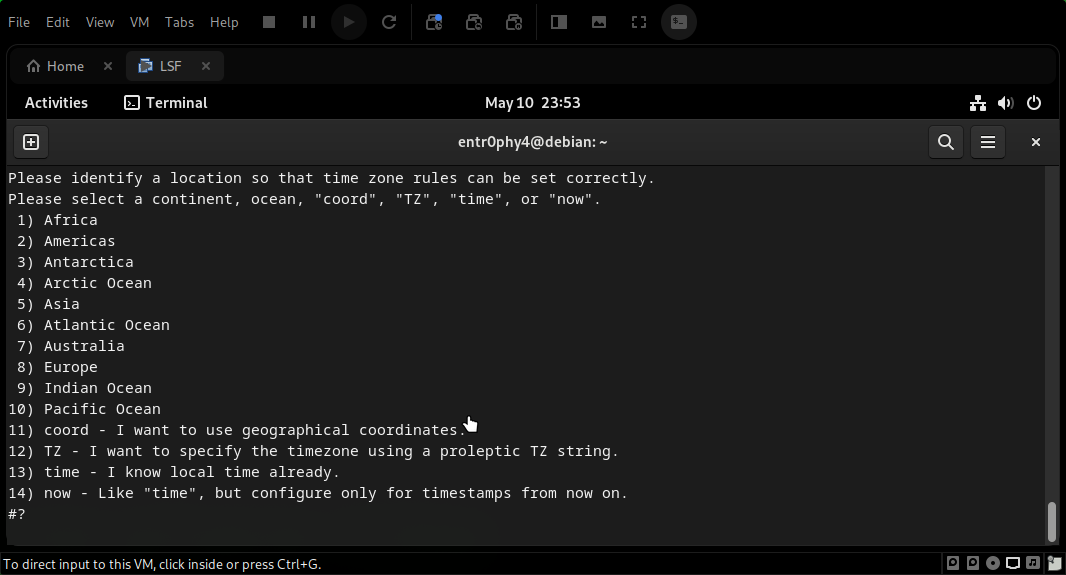 File Edit View VM Tabs Help
Home × LSF ×
Activities Terminal May 10 23:53
entr0phy4@debian: ~
Please identify a location so that time zone rules can be set correctly.
Please select a continent, ocean, "coord", "TZ", "time", or "now".
1) Africa
2) Americas
3) Antarctica
4) Arctic Ocean
5) Asia
6) Atlantic Ocean
7) Australia
8) Europe
9) Indian Ocean
10) Pacific Ocean
11) coord - I want to use geographical coordinates.
12) TZ - I want to specify the timezone using a proleptic TZ string.
13) time - I know local time already.
14) now - Like "time", but configure only for timestamps from now on.
#?
To direct input to this VM, click inside or press Ctrl+G.